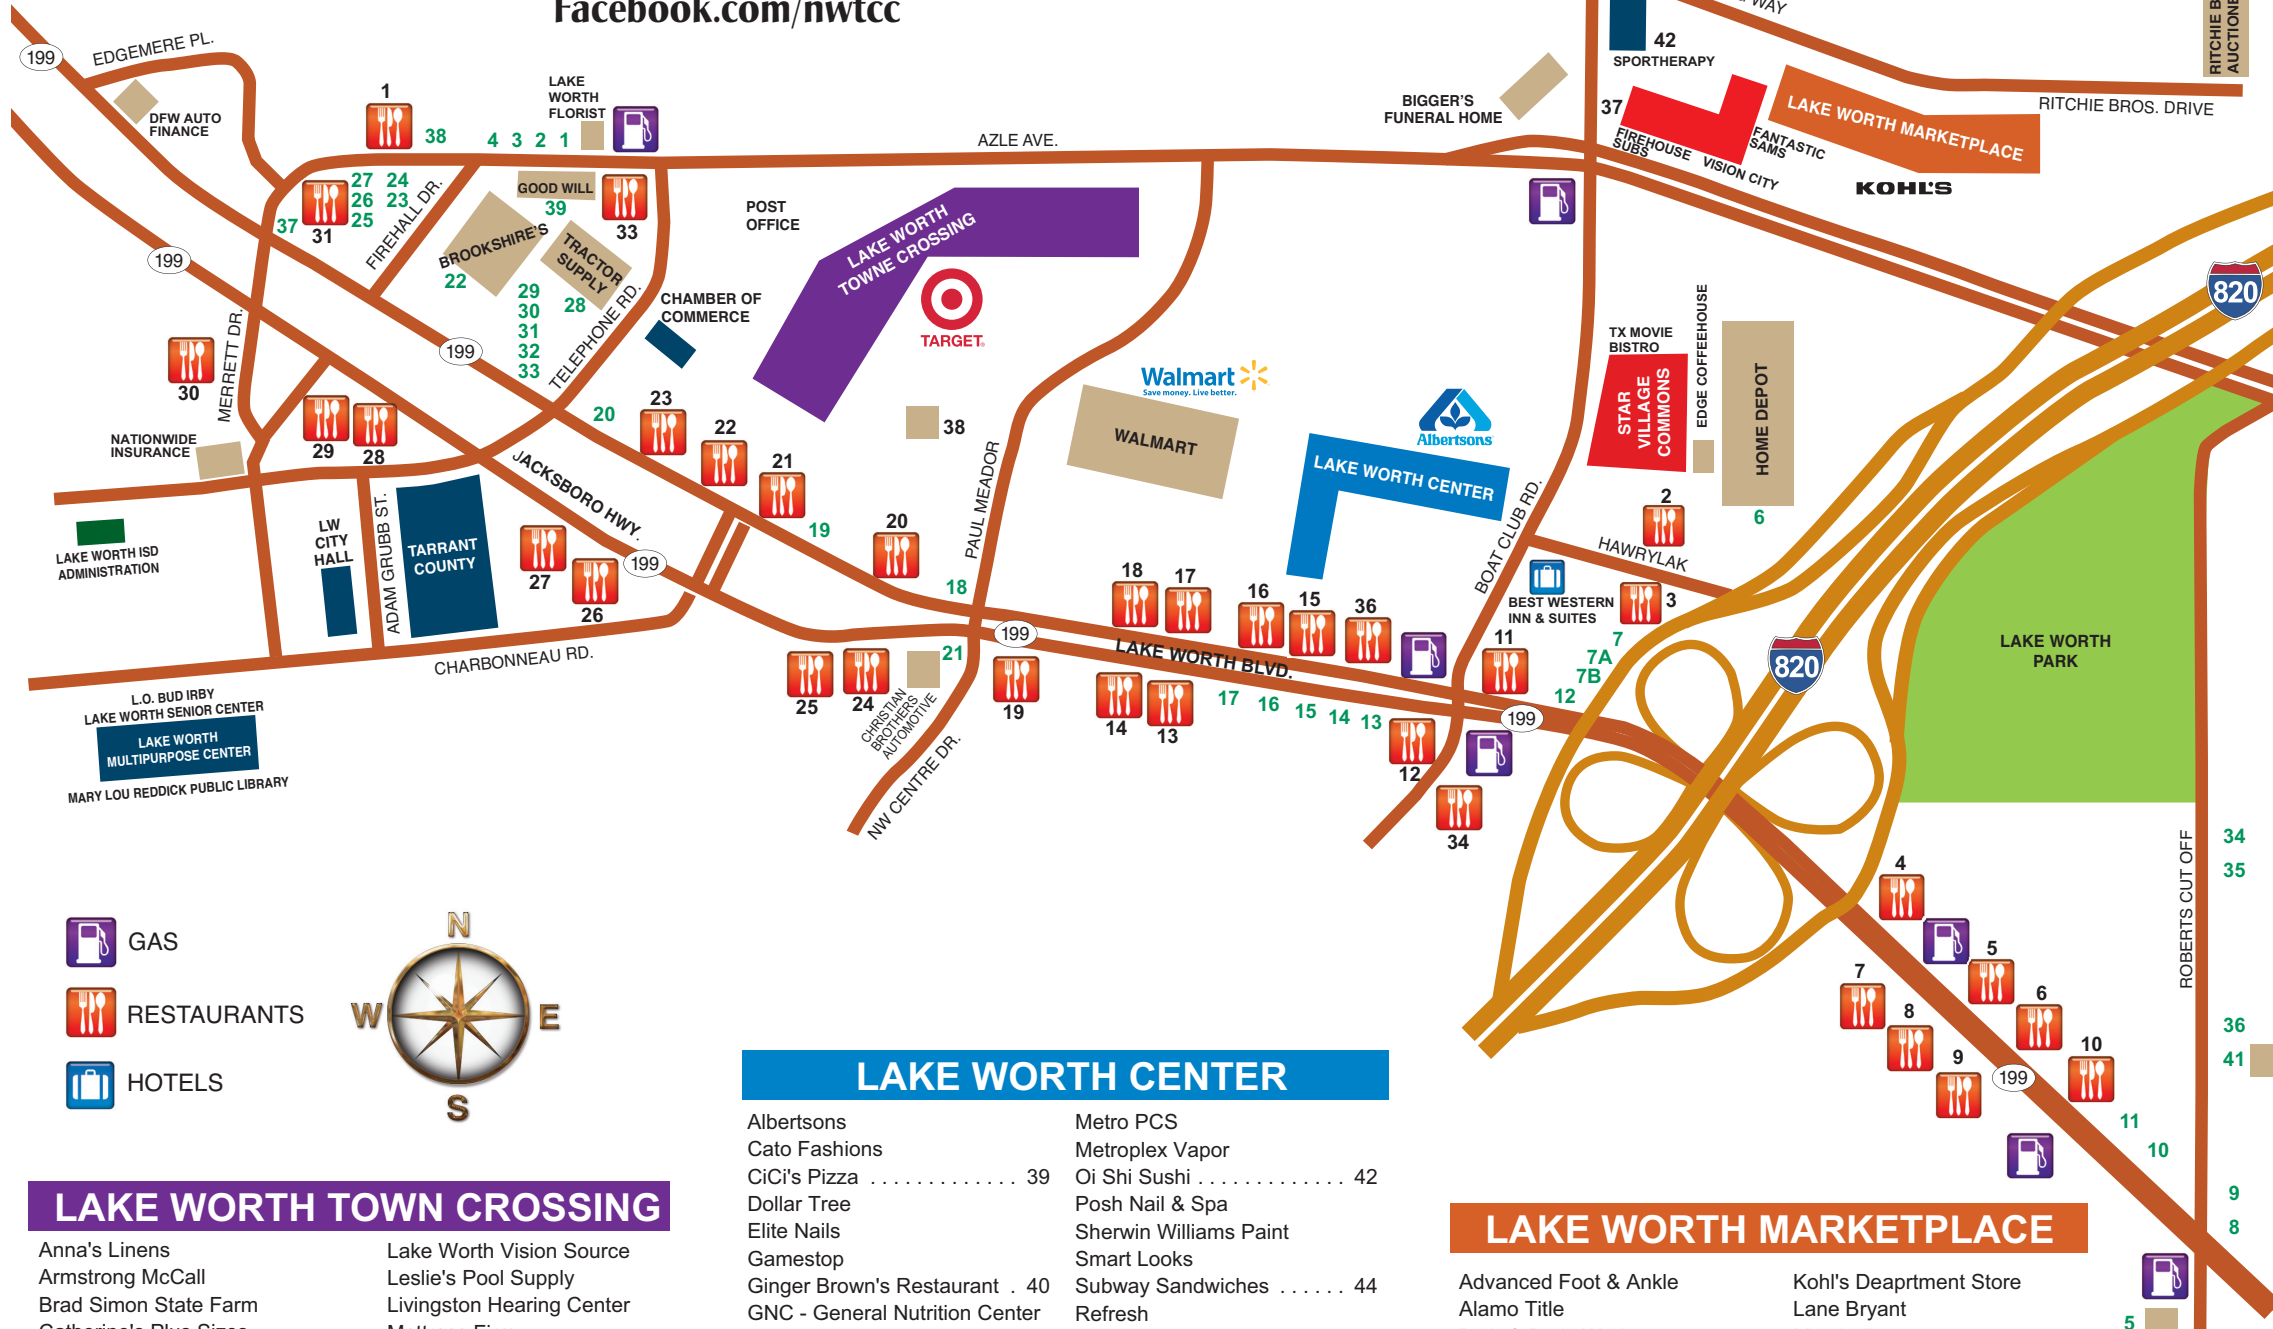 Facebook.com/nwtcc
WAY
RITCHIE B
AUCTIONE
42
SPORTHERAPY
199
EDGEMERE PL.
DFW AUTO
FINANCE
1
38
LAKE
WORTH
FLORIST
4 3 2 1
AZLE AVE.
BIGGER'S
FUNERAL HOME
37
FIREHOUSE
SUBS
VISION CITY
FANTASTIC
SAMS
LAKE WORTH MARKETPLACE
KOHL'S
RITCHIE BROS. DRIVE
27 24
26 23
25
37
31
FIREHALL DR.
GOOD WILL
39
33
BROOKSHIRE'S
22
TRACTOR
SUPPLY
28
29
30
31
32
33
TELEPHONE RD.
POST
OFFICE
CHAMBER OF
COMMERCE
LAKE WORTH
TOWNE CROSSING
TARGET
820
199
199
MERRETT DR.
30
NATIONWIDE
INSURANCE
29
28
20
23
22
21
19
20
18
38
PAUL MEADOR
Walmart
Save money. Live better.
WALMART
Albertsons
LAKE WORTH CENTER
BOAT CLUB RD.
TX MOVIE
BISTRO
STAR
VILLAGE
COMMONS
EDGE COFFEEHOUSE
HOME DEPOT
6
2
HAWRYLAK
BEST WESTERN
INN & SUITES
3
7
7A
7B
12
820
LAKE WORTH
PARK
LAKE WORTH ISD
ADMINISTRATION
LW
CITY
HALL
ADAM GRUBB ST.
TARRANT
COUNTY
JACKSBORO HWY.
199
27
26
CHARBONNEAU RD.
L.O. BUD IRBY
LAKE WORTH SENIOR CENTER
LAKE WORTH
MULTIPURPOSE CENTER
MARY LOU REDDICK PUBLIC LIBRARY
25
24
21
CHRISTIAN
BROTHERS
AUTOMOTIVE
NW CENTRE DR.
199
19
18
17
16
15
36
11
LAKE WORTH BLVD.
14
13
17 16 15 14 13
12
199
34
4
5
6
7
8
9
10
199
11
10
ROBERTS CUT OFF
34
35
36
41
9
8
5
GAS
RESTAURANTS
HOTELS
N
W
E
S
LAKE WORTH TOWN CROSSING
Anna's Linens
Armstrong McCall
Brad Simon State Farm
Catherine's Plus Sizes
Lake Worth Vision Source
Leslie's Pool Supply
Livingston Hearing Center
LAKE WORTH CENTER
Albertsons
Cato Fashions
CiCi's Pizza . . . . . . . . . . . . . 39
Dollar Tree
Elite Nails
Gamestop
Ginger Brown's Restaurant . 40
GNC - General Nutrition Center
Metro PCS
Metroplex Vapor
Oi Shi Sushi . . . . . . . . . . . . . 42
Posh Nail & Spa
Sherwin Williams Paint
Smart Looks
Subway Sandwiches . . . . . . 44
Refresh
LAKE WORTH MARKETPLACE
Advanced Foot & Ankle
Alamo Title
Kohl's Deaprtment Store
Lane Bryant